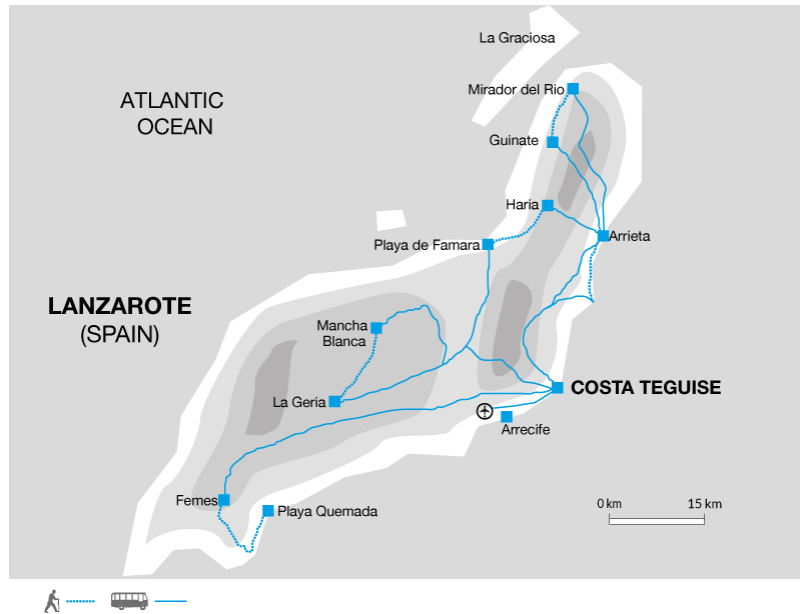 La Graciosa
Mirador del Rio
ATLANTIC
OCEAN
Guinate
Haria
Playa de Famara
Arrieta
LANZAROTE
(SPAIN)
Mancha
Blanca
COSTA TEGUISE
La Geria
Arrecife
Femes
Playa Quemada
0 km
15 km